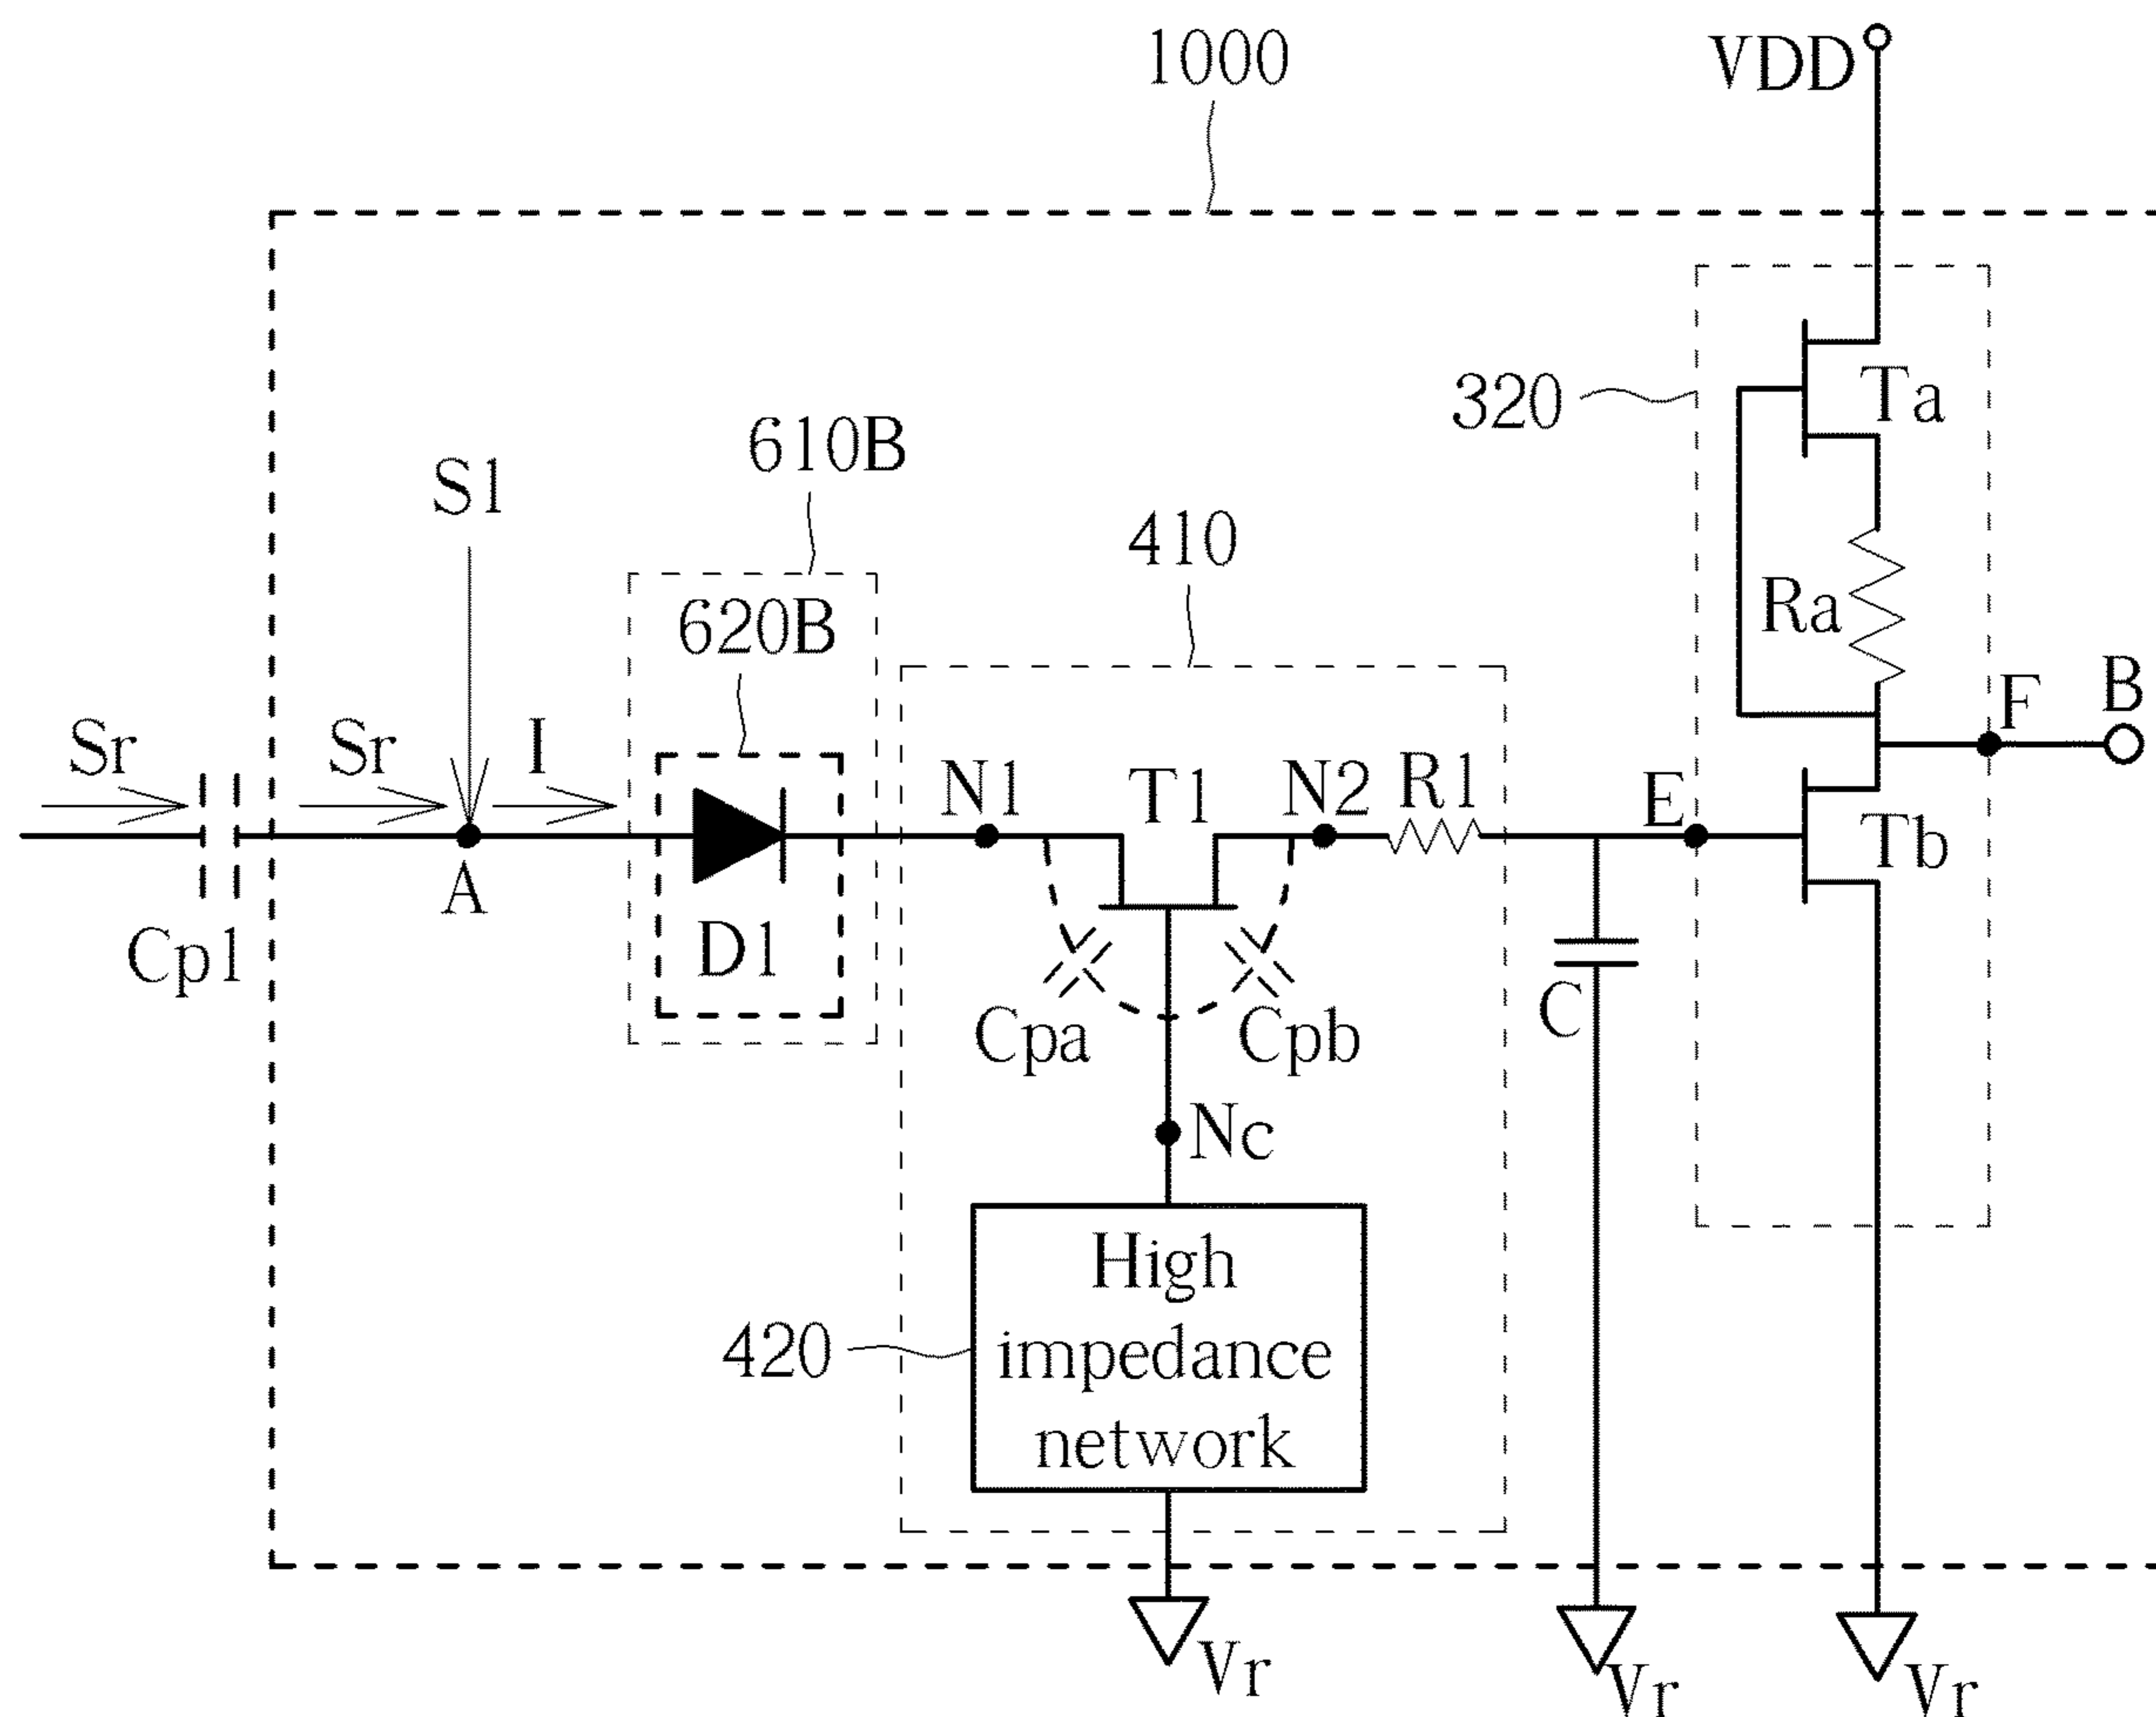 1000
VDD
320
Ta
610B
S1
410
620B
Ra
F
B
Sr
Sr
I
N1
T1
N2
R1
E
Tb
A
Cp1
D1
Cpa
Cpb
C
Nc
High
impedance
network
420
Vr
Vr
Vr